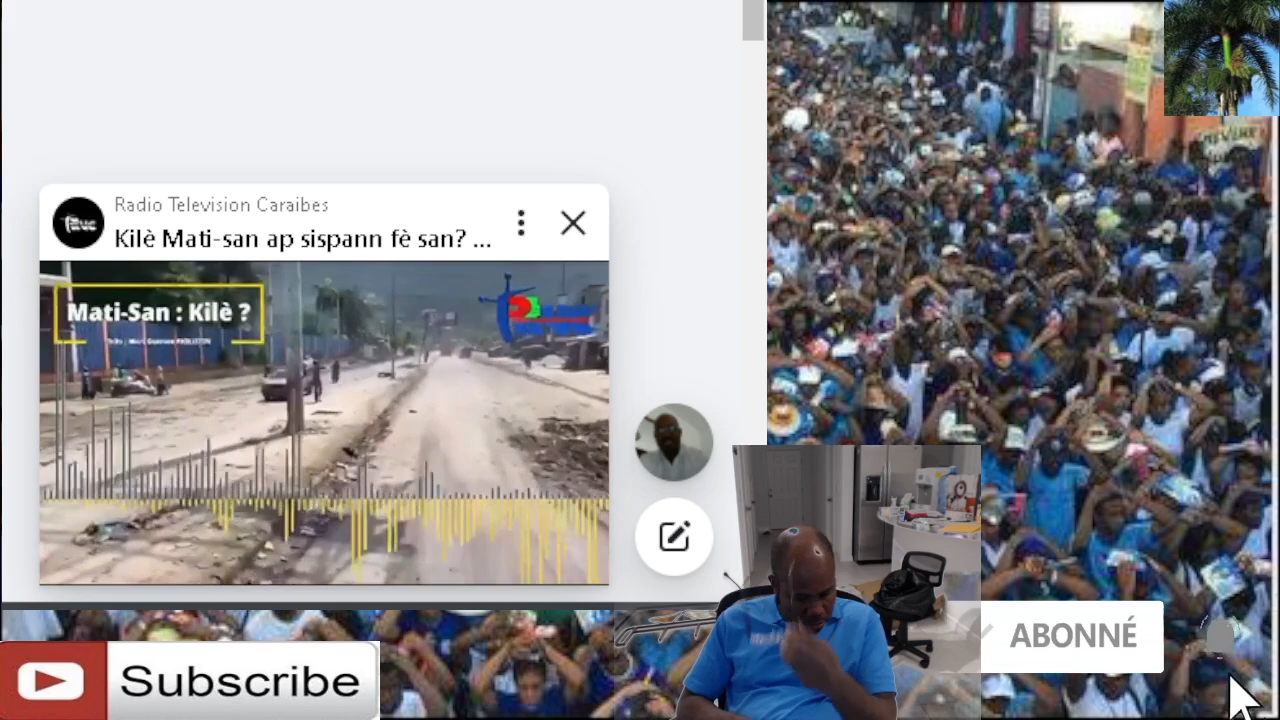 Radio Television Caraibes
Kilè Mati-san ap sispann fè san? ...
Mati-San : Kilè ?
ABONNÉ
Subscribe